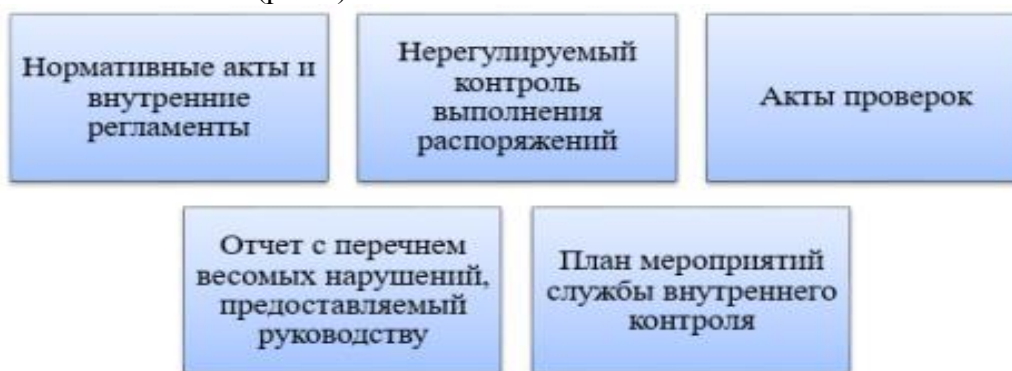 Нормативные акты и
внутренние
регламенты
Нерегулируемый
контроль
выполнения
распоряжений
Акты проверок
Отчет с перечнем
весомых нарушений,
предоставляемый
руководству
План мероприятий
службы внутреннего
контроля